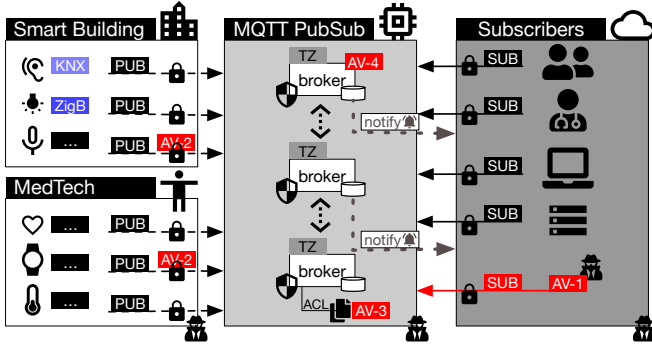 Smart Building
KNX
PUB
ZigB
PUB
...
PUB
AV-2
MedTech
...
PUB
...
PUB
AV-2
...
PUB
MQTT PubSub
TZ
AV-4
broker
notify
TZ
broker
TZ
notify
broker
ACL
AV-3
Subscribers
SUB
SUB
SUB
SUB
SUB
AV-1